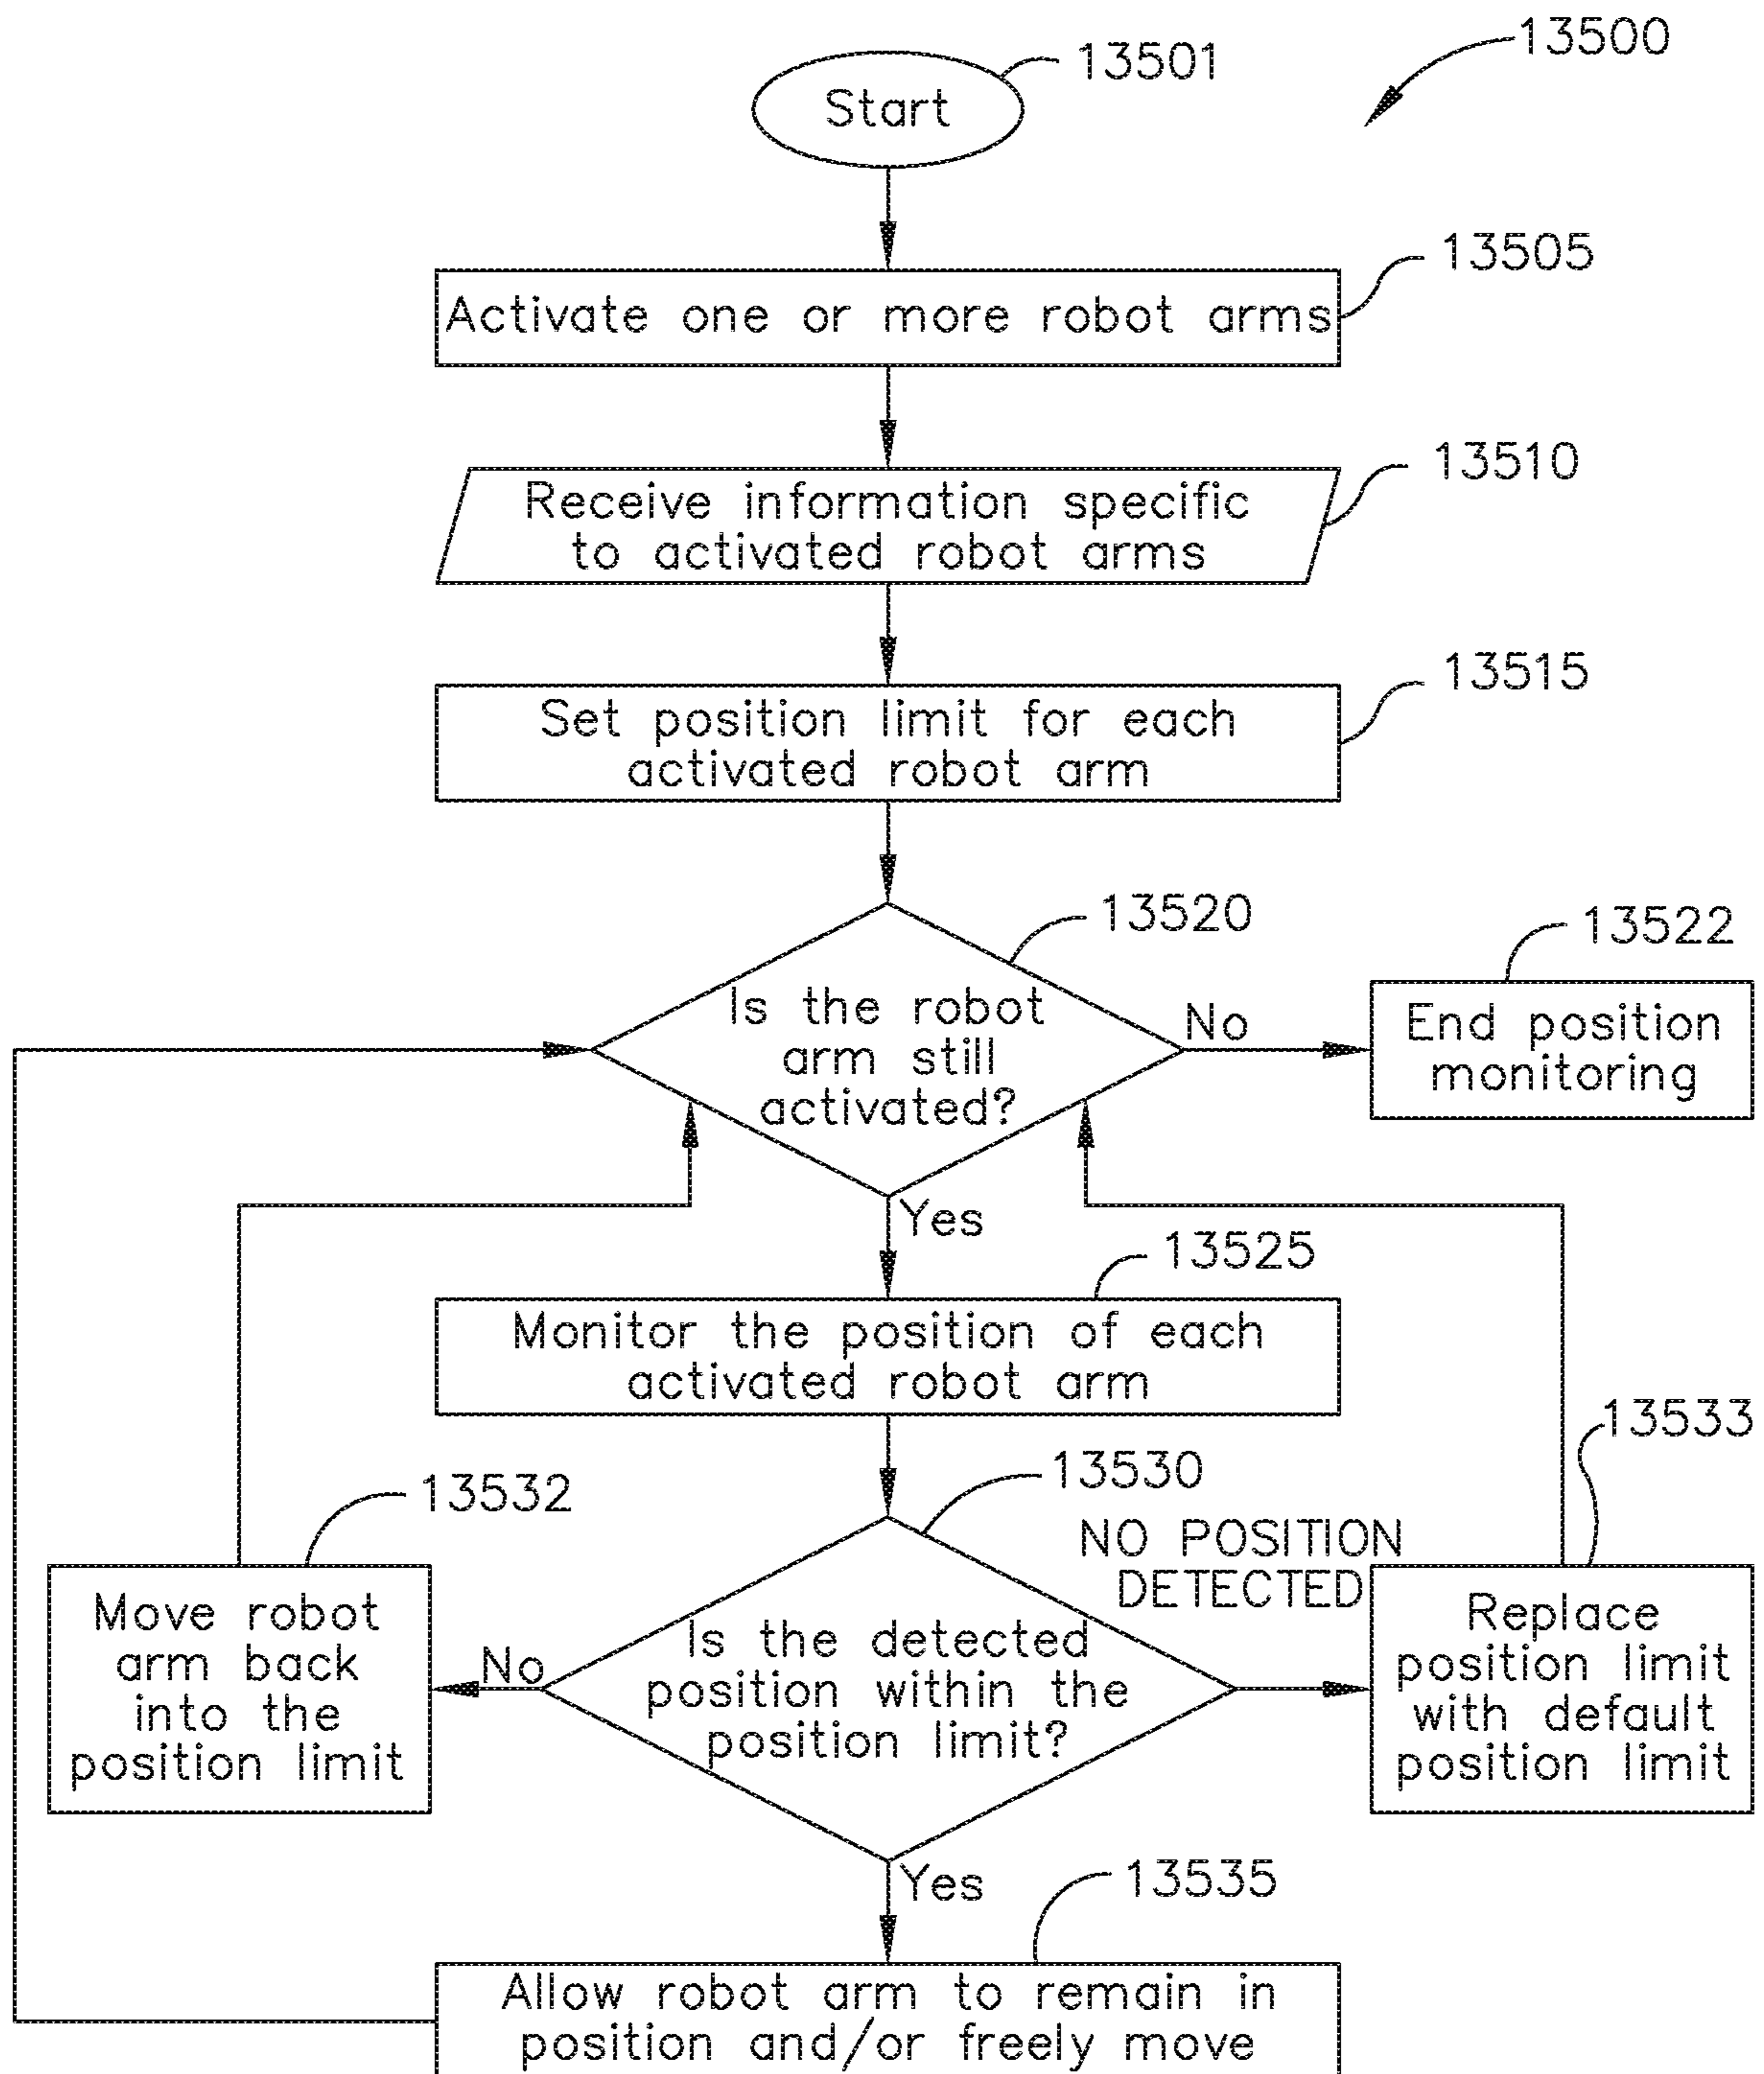 13500
13501
Start
13505
Activate one or more robot arms
13510
Receive information specific
to activated robot arms
13515
Set position limit for each
activated robot arm
13520
Is the robot
arm still
activated?
No
13522
End position
monitoring
Yes
13525
Monitor the position of each
activated robot arm
13530
NO POSITION
DETECTED
13533
Replace
position limit
with default
position limit
13532
Move robot
arm back
into the
position limit
No
Is the detected
position within the
position limit?
Yes
13535
Allow robot arm to remain in
position and/or freely move